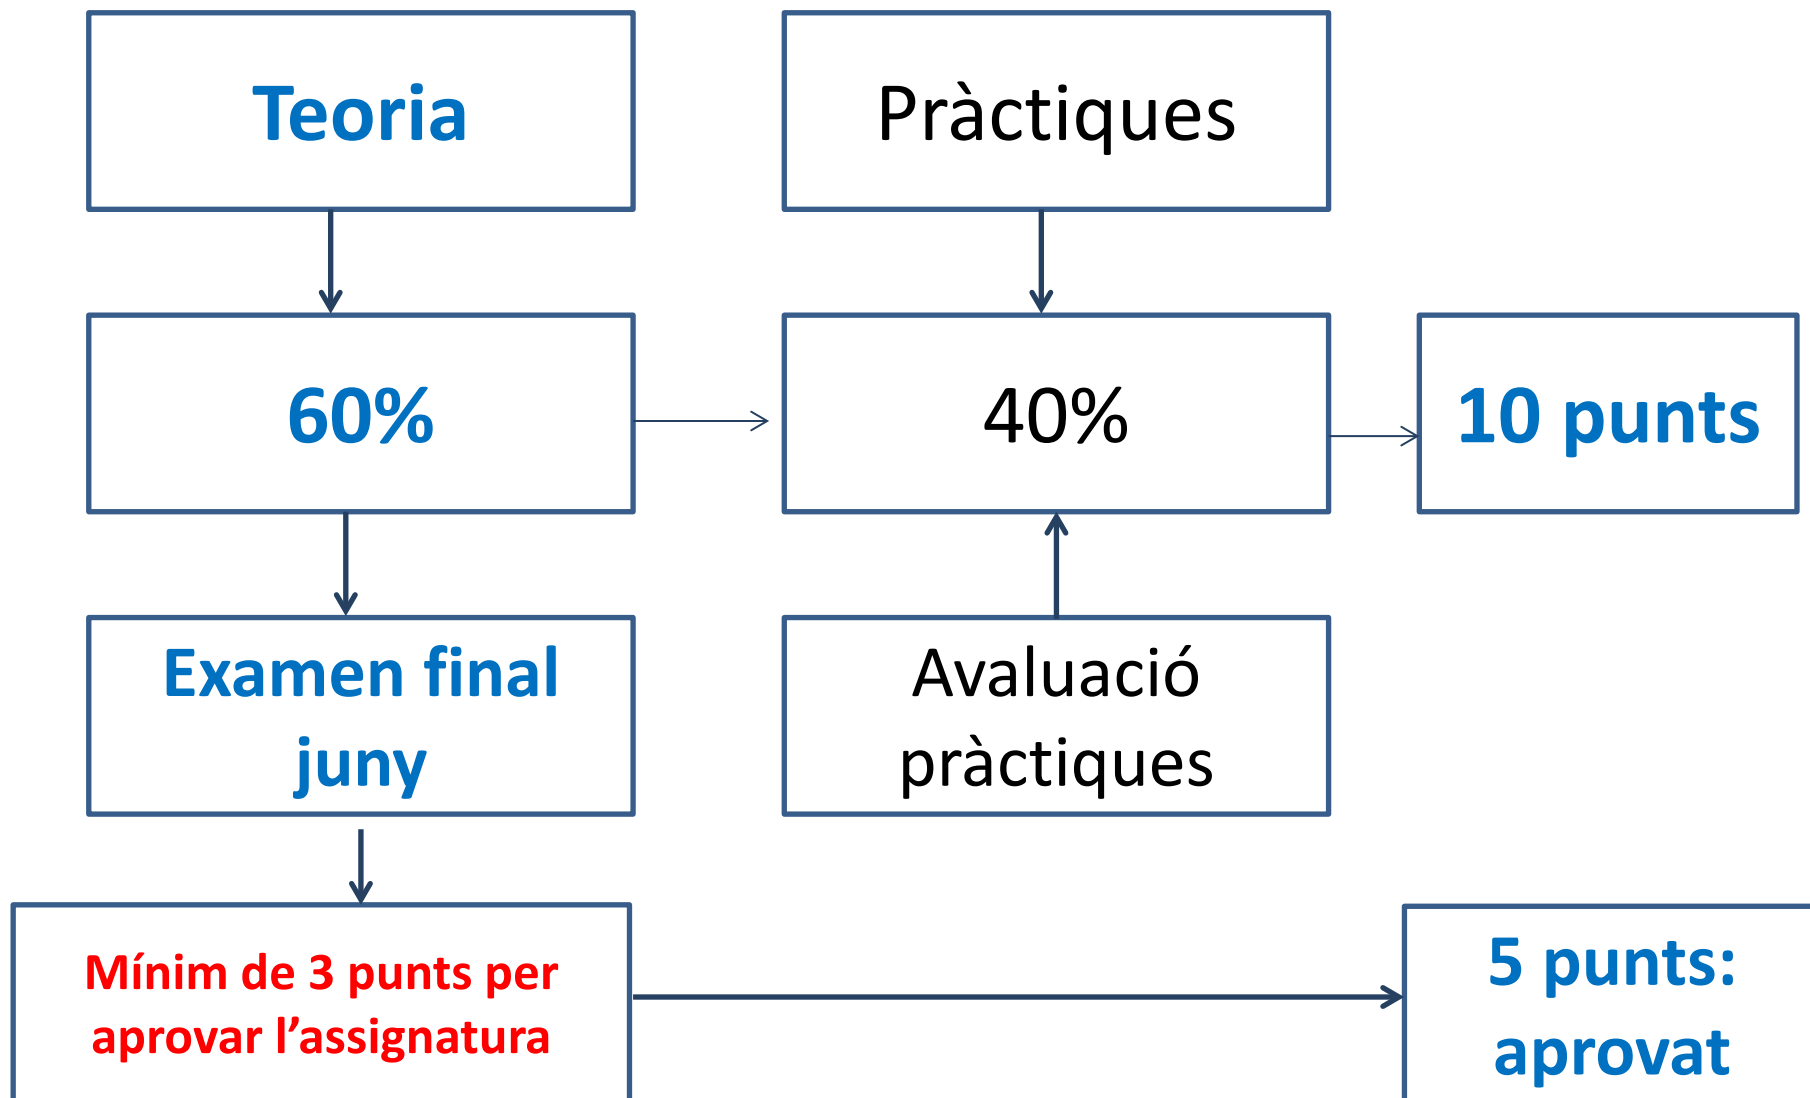 Teoria
Pràctiques
60%
40%
10 punts
Examen final
juny
Avaluació
pràctiques
Mínim de 3 punts per
aprovar l’assignatura
5 punts:
aprovat